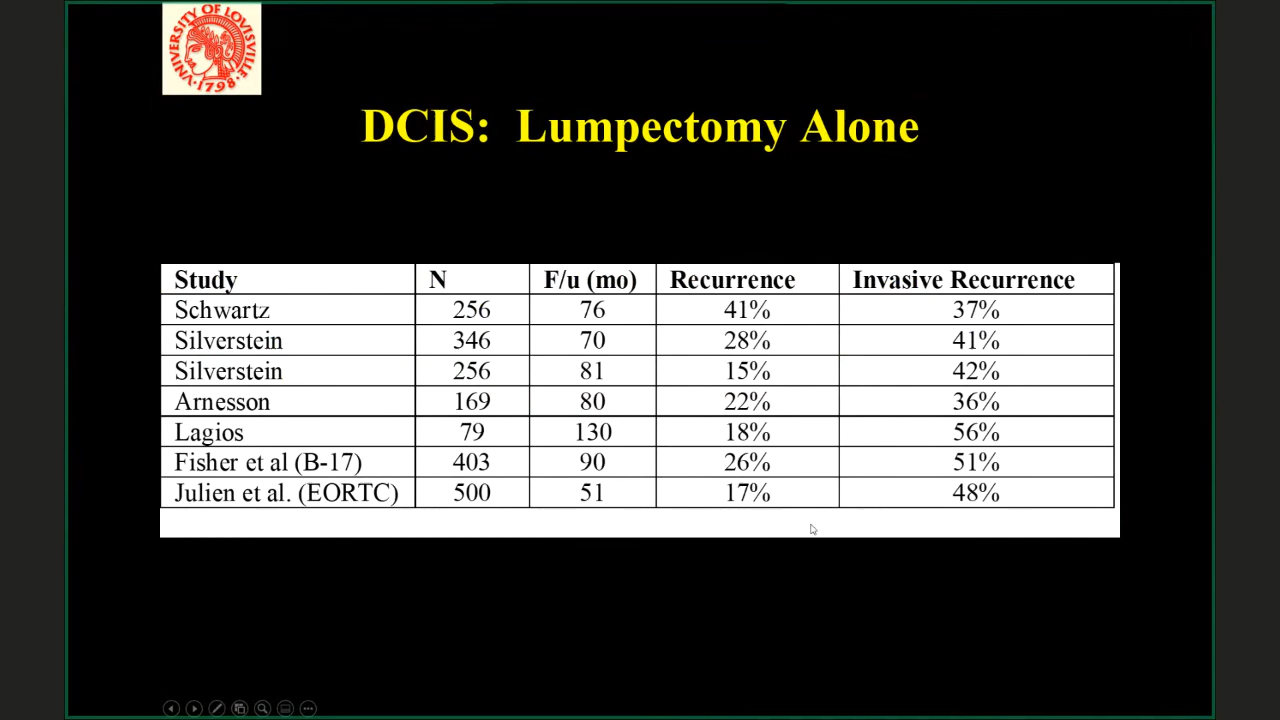 VNIVERSITY OF LOVISVILLE
1798
DCIS: Lumpectomy Alone
Study N F/u (mo) Recurrence Invasive Recurrence
Schwartz 256 76 41% 37%
Silverstein 346 70 28% 41%
Silverstein 256 81 15% 42%
Arnesson 169 80 22% 36%
Lagios 79 130 18% 56%
Fisher et al (B-17) 403 90 26% 51%
Julien et al. (EORTC) 500 51 17% 48%